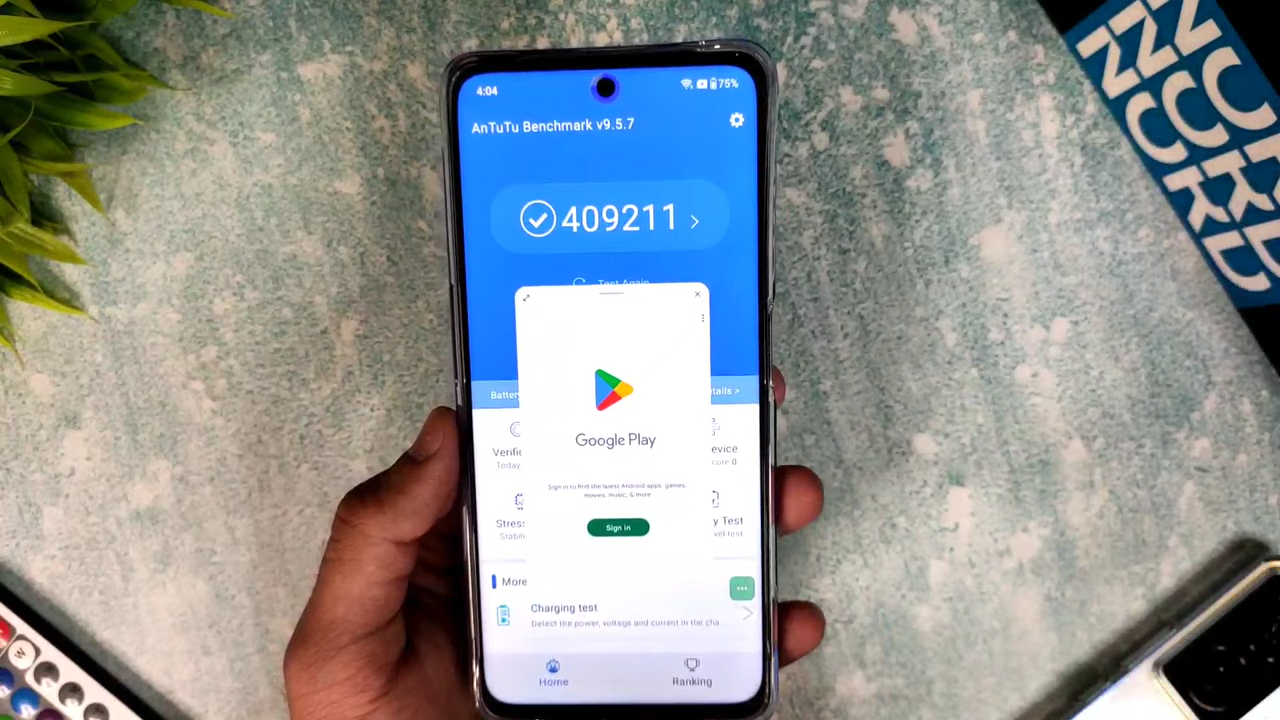 4:04
75%
AnTuTu Benchmark v9.5.7
409211
Test Again
Battery
etails >
Google Play
Verific
evice
Today
cure 0
Sign in to find the latest Android apps, games,
movies, music, & more
Sign in
Stress
y Test
Stabili
vel test
More
Charging test
Detect the power, voltage and current in the cha...
Home
Ranking
W